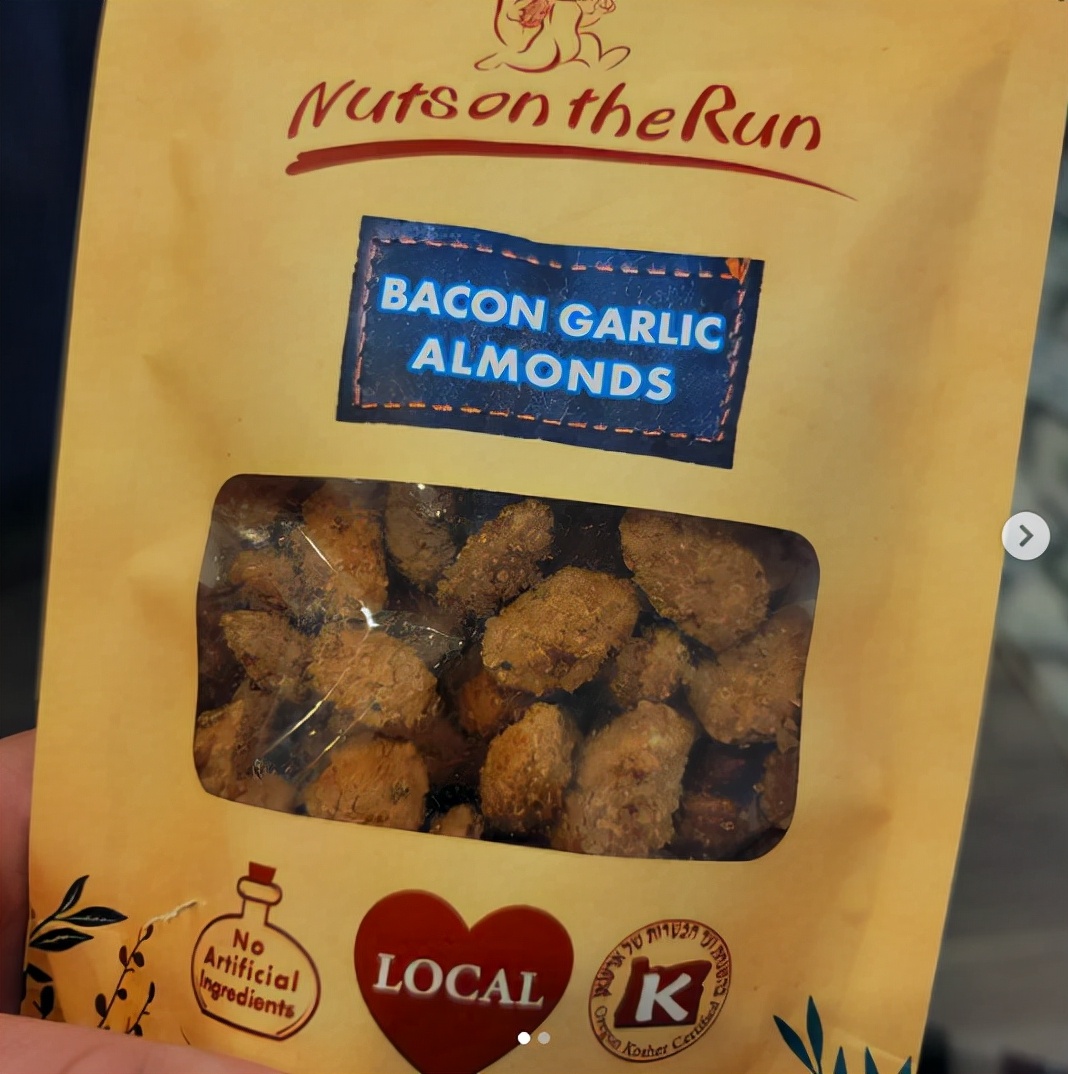 Nuts on the Run
BACON GARLIC
ALMONDS
No
Artificial
Ingredients
LOCAL
K
Oregon Kosher Certified